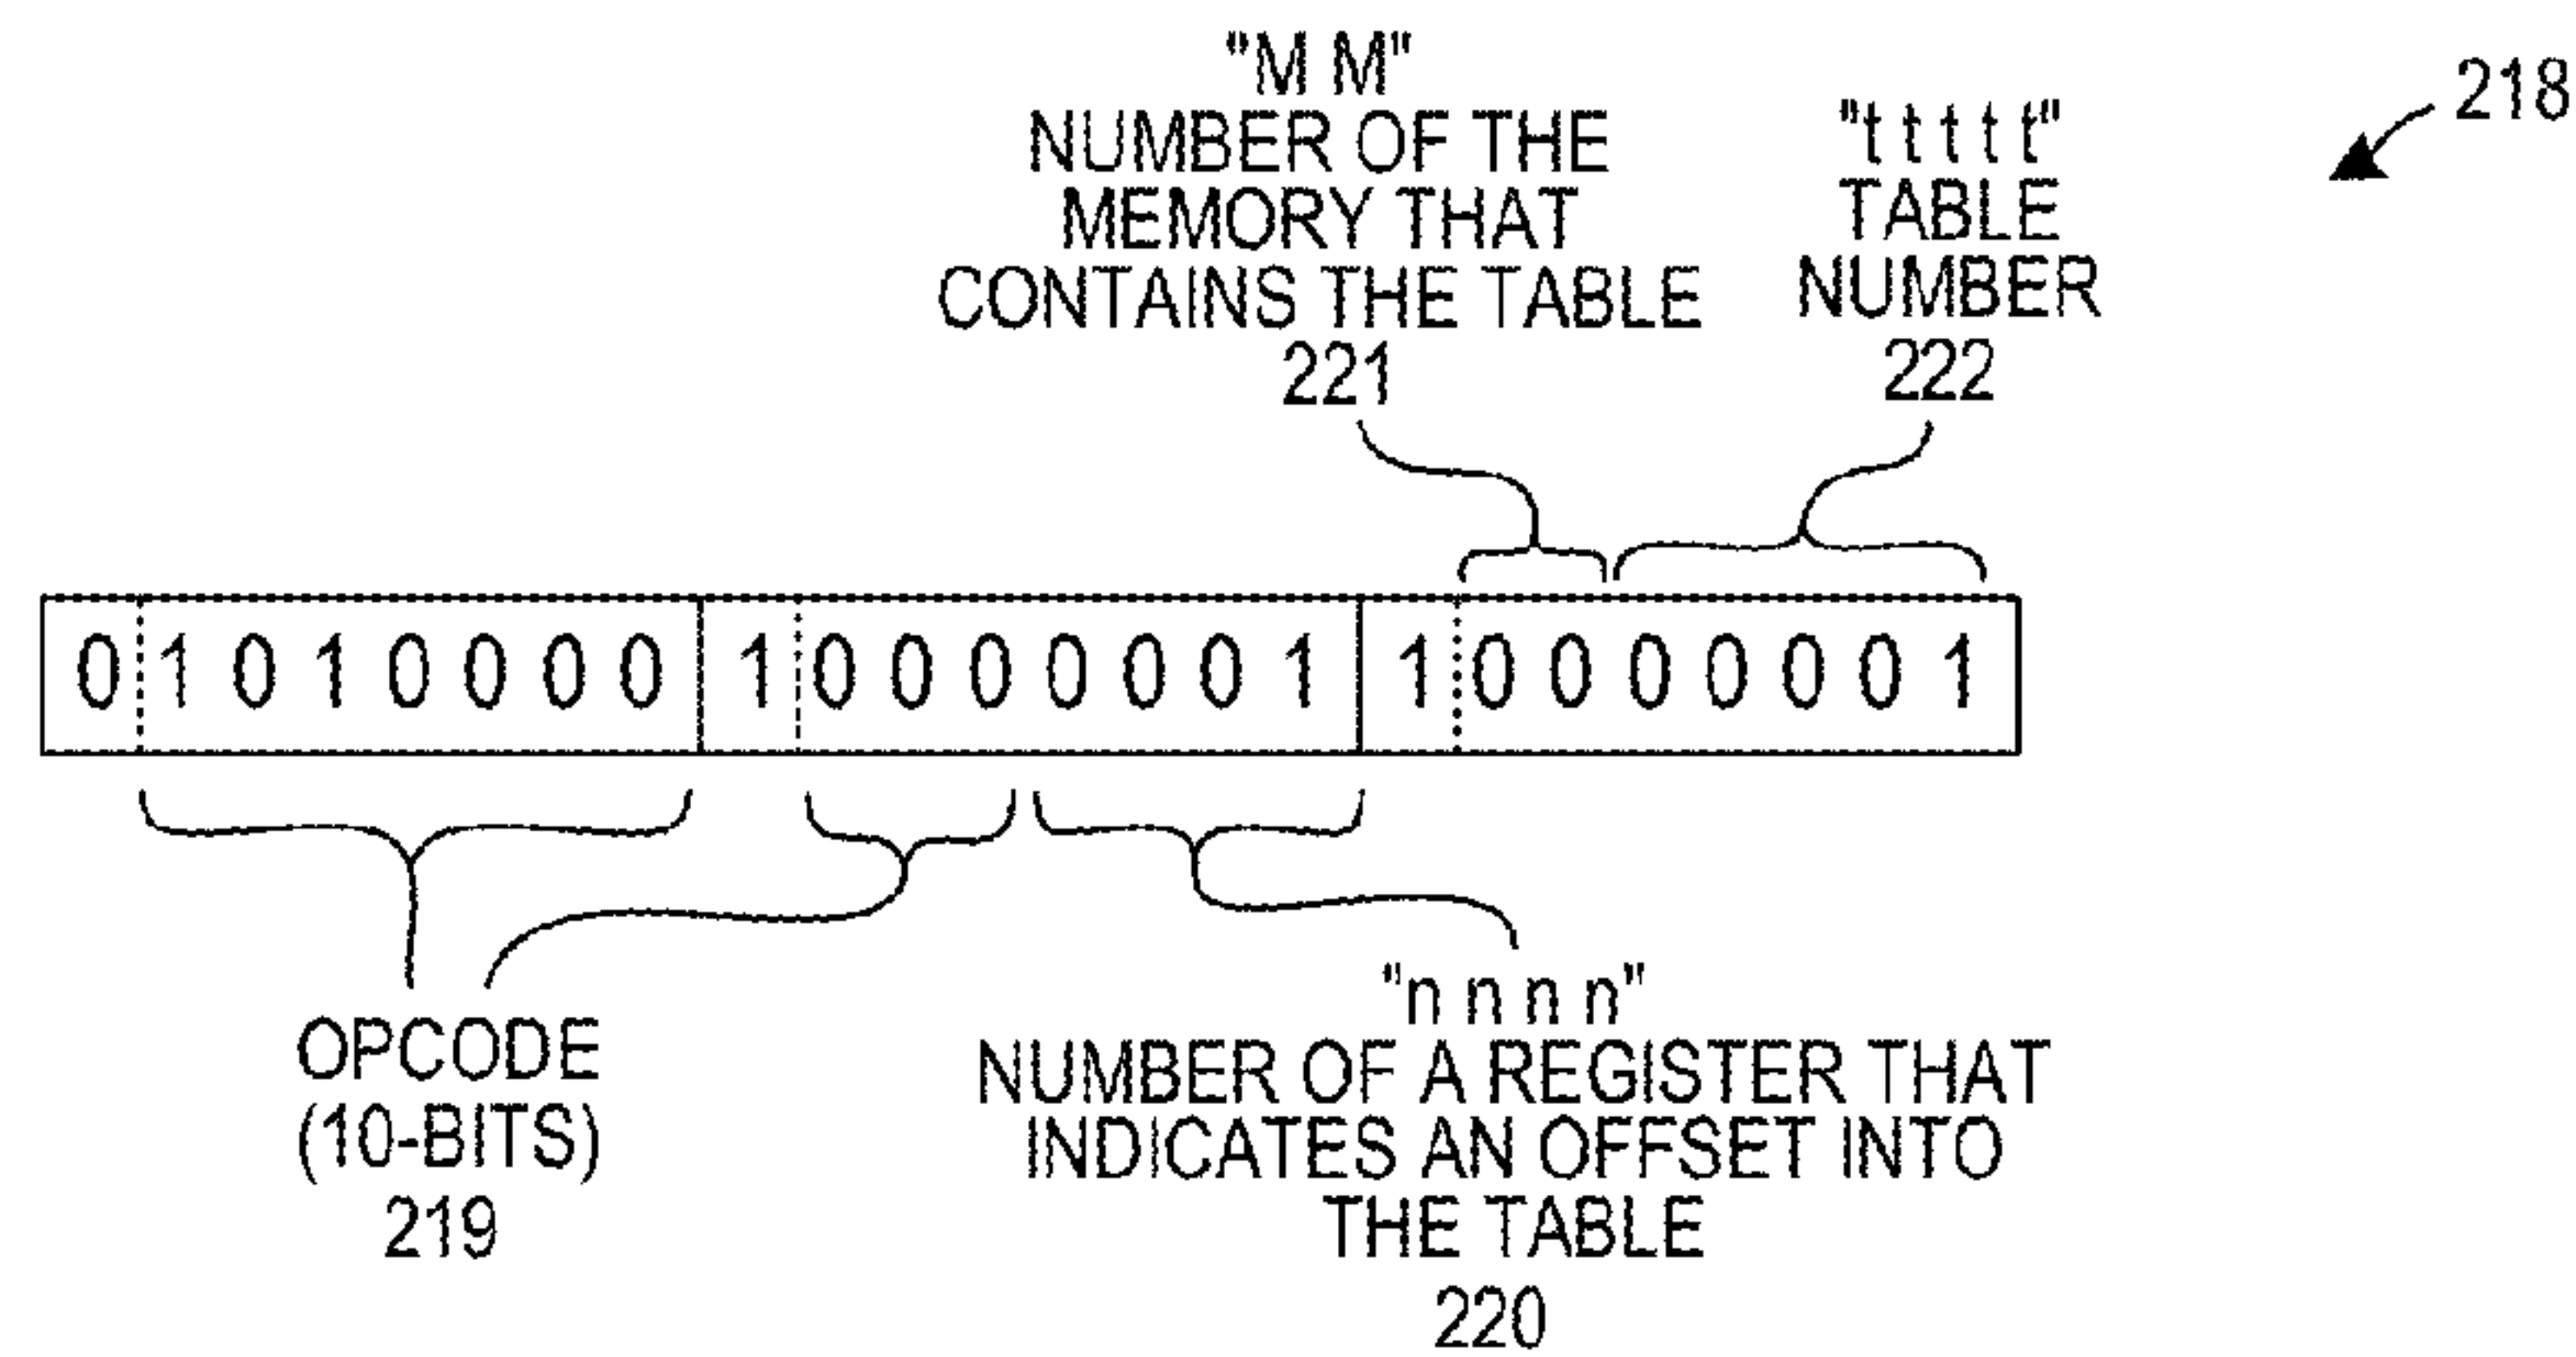 218
"M M"
NUMBER OF THE
MEMORY THAT
CONTAINS THE TABLE
221
"t t t t t"
TABLE
NUMBER
222
0 1 0 1 0 0 0 0 1 0 0 0 0 0 0 1 1 0 0 0 0 0 0 1
OPCODE
(10-BITS)
219
"n n n n"
NUMBER OF A REGISTER THAT
INDICATES AN OFFSET INTO
THE TABLE
220